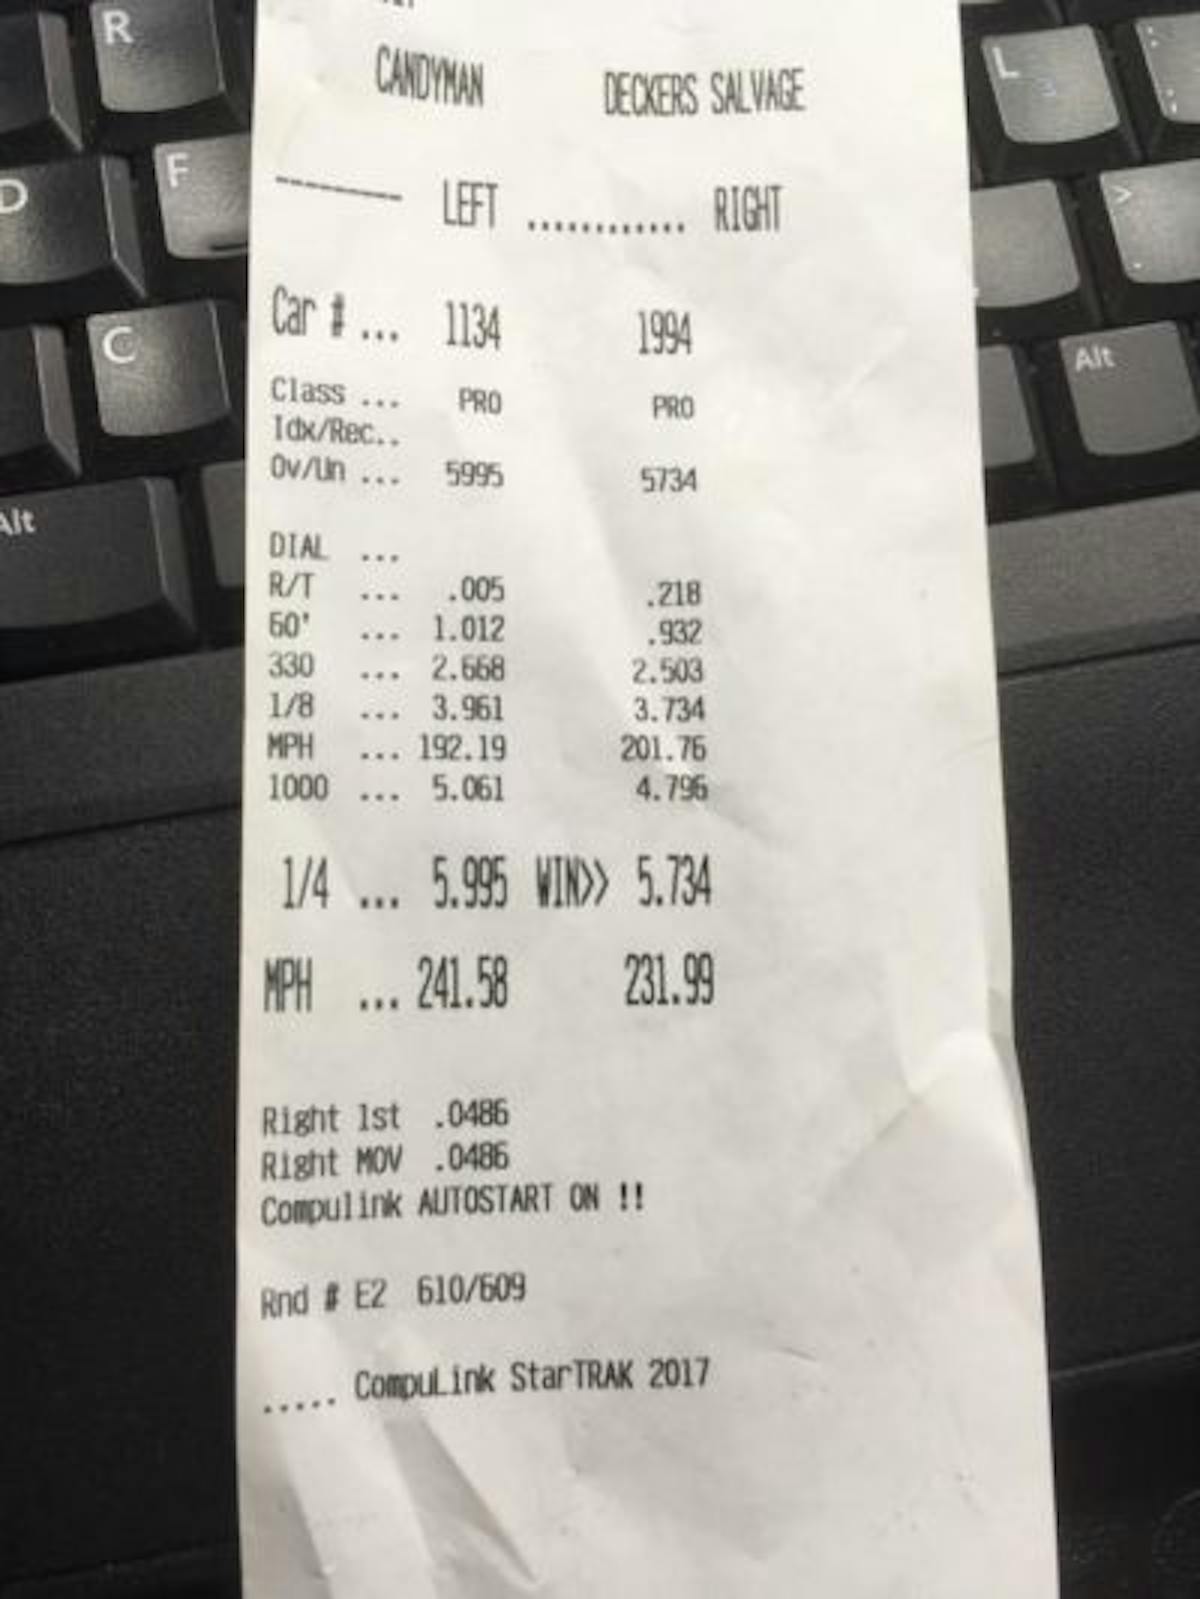 CANDYMAN DECKERS SALVAGE
------- LEFT ............ RIGHT
Car # ... 1134 1994
Class ... PRO PRO
Idx/Rec..
Ov/Un ... 5995 5734
DIAL ...
R/T ... .005 .218
60' ... 1.012 .932
330 ... 2.668 2.503
1/8 ... 3.961 3.734
MPH ... 192.19 201.76
1000 ... 5.061 4.796
1/4 ... 5.995 WIN>> 5.734
MPH ... 241.58 231.99
Right 1st .0486
Right MOV .0486
Compulink AUTOSTART ON !!
Rnd # E2 610/609
..... CompuLink StarTRAK 2017
R
L
D
F
>
.
C
Alt
Alt